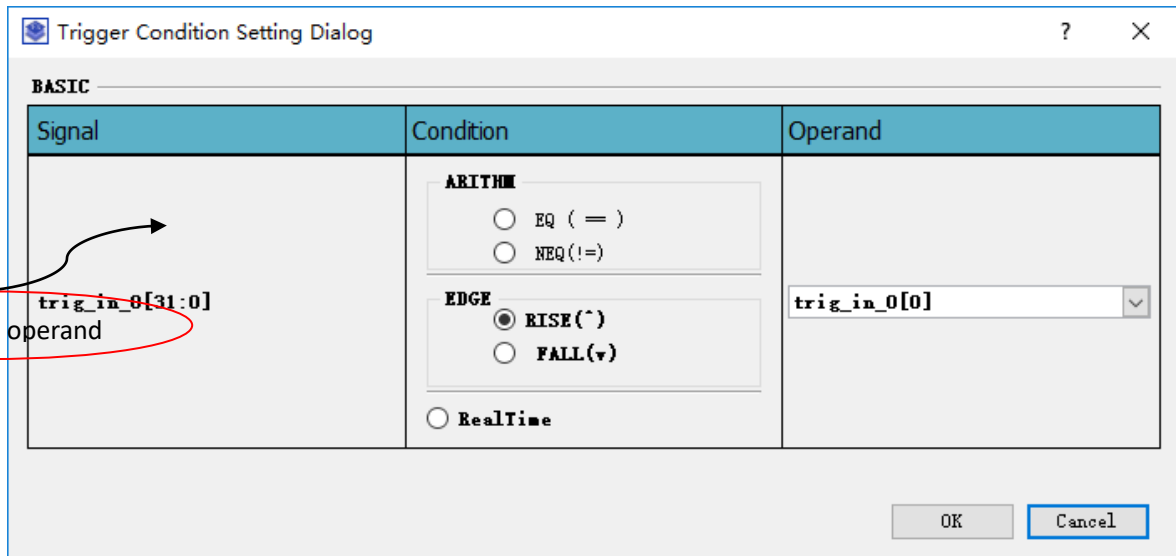 Trigger Condition Setting Dialog
?
BASIC
Signal
Condition
Operand
trig_in_0[31:0]
operand
ARITHM
EQ ( == )
NEQ(!=)
EDGE
RISE(^)
FALL(v)
RealTime
trig_in_0[0]
OK
Cancel